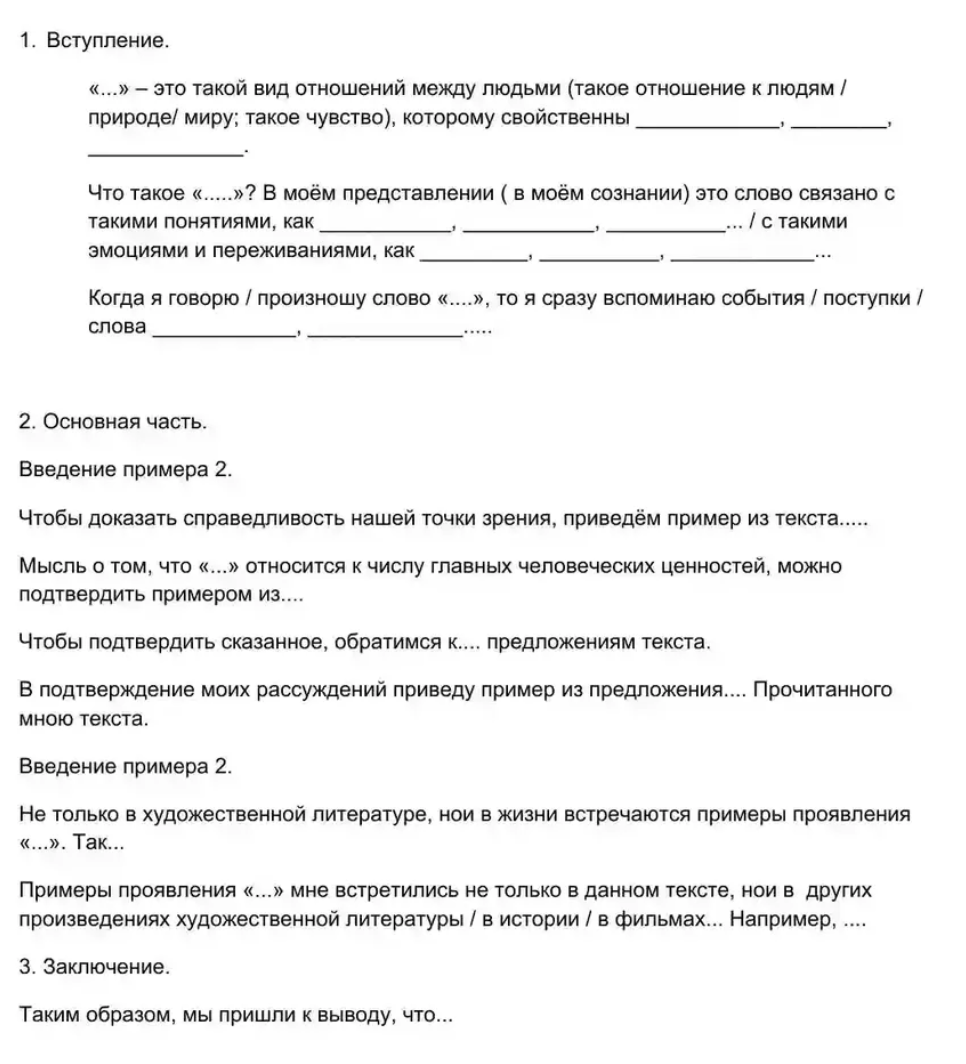 1. Вступление.
«...» – это такой вид отношений между людьми (такое отношение к людям /
природе/ миру; такое чувство), которому свойственны ____________, ________,
_____________.
Что такое «.....»? В моём представлении ( в моём сознании) это слово связано с
такими понятиями, как ___________, ___________, __________... / с такими
эмоциями и переживаниями, как _________, __________, ____________...
Когда я говорю / произношу слово «....», то я сразу вспоминаю события / поступки /
слова ____________, _____________.....
2. Основная часть.
Введение примера 2.
Чтобы доказать справедливость нашей точки зрения, приведём пример из текста.....
Мысль о том, что «...» относится к числу главных человеческих ценностей, можно
подтвердить примером из....
Чтобы подтвердить сказанное, обратимся к.... предложениям текста.
В подтверждение моих рассуждений приведу пример из предложения.... Прочитанного
мною текста.
Введение примера 2.
Не только в художественной литературе, нои в жизни встречаются примеры проявления
«...». Так...
Примеры проявления «...» мне встретились не только в данном тексте, нои в  других
произведениях художественной литературы / в истории / в фильмах... Например, ....
3. Заключение.
Таким образом, мы пришли к выводу, что...